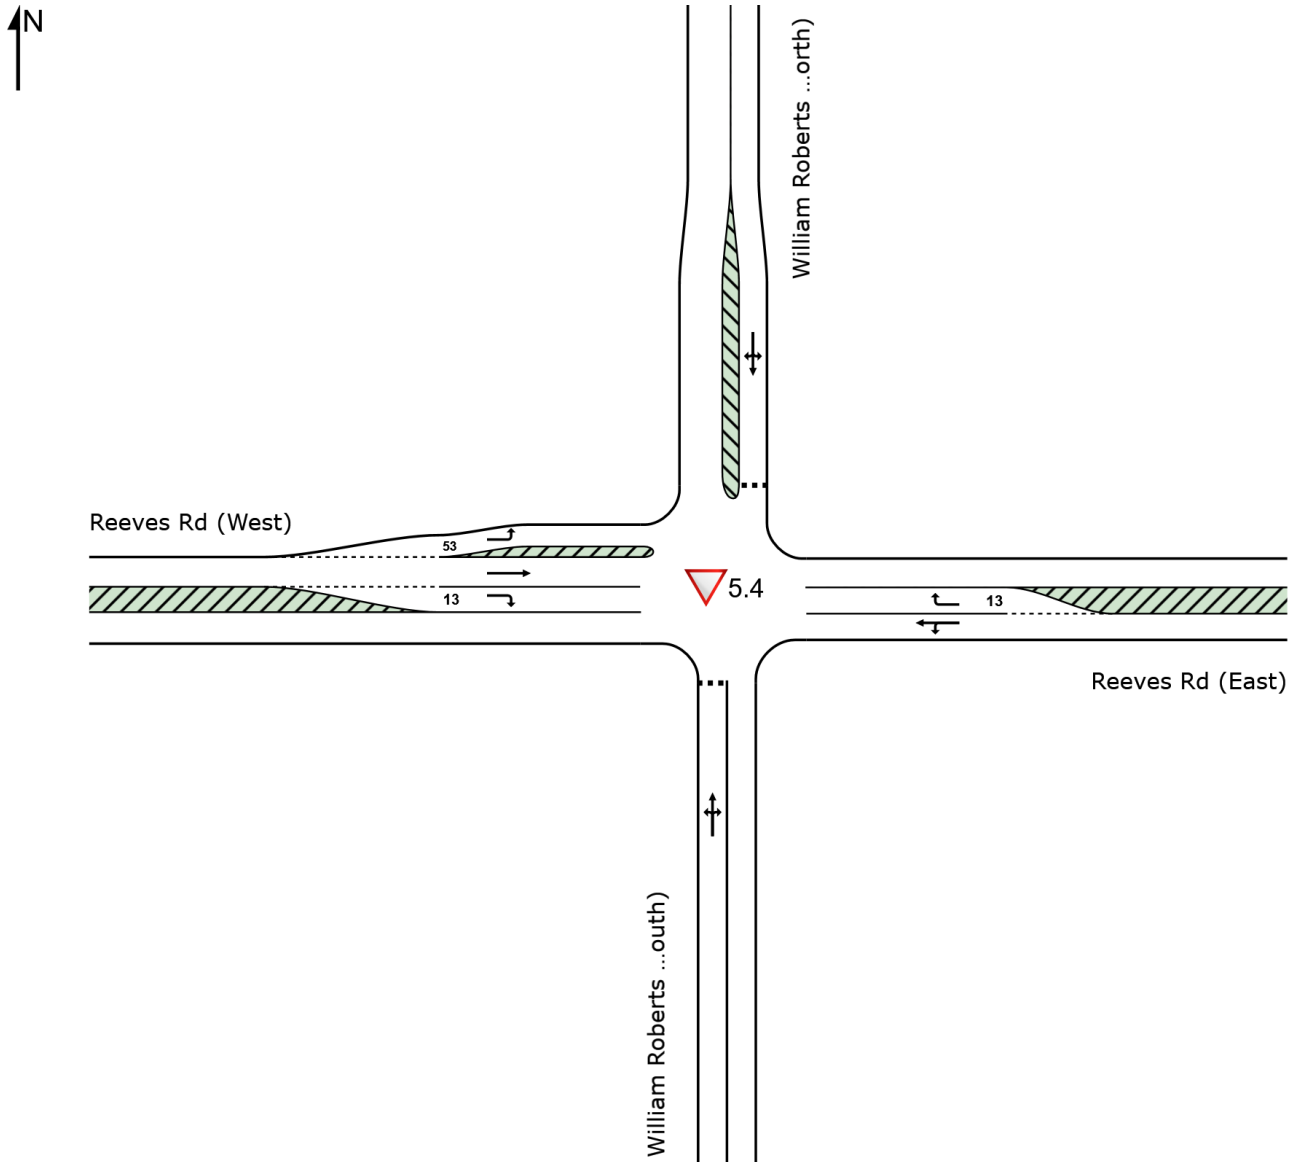 N
William Roberts ...orth)
Reeves Rd (West)
53
13
5.4
13
Reeves Rd (East)
William Roberts ...outh)